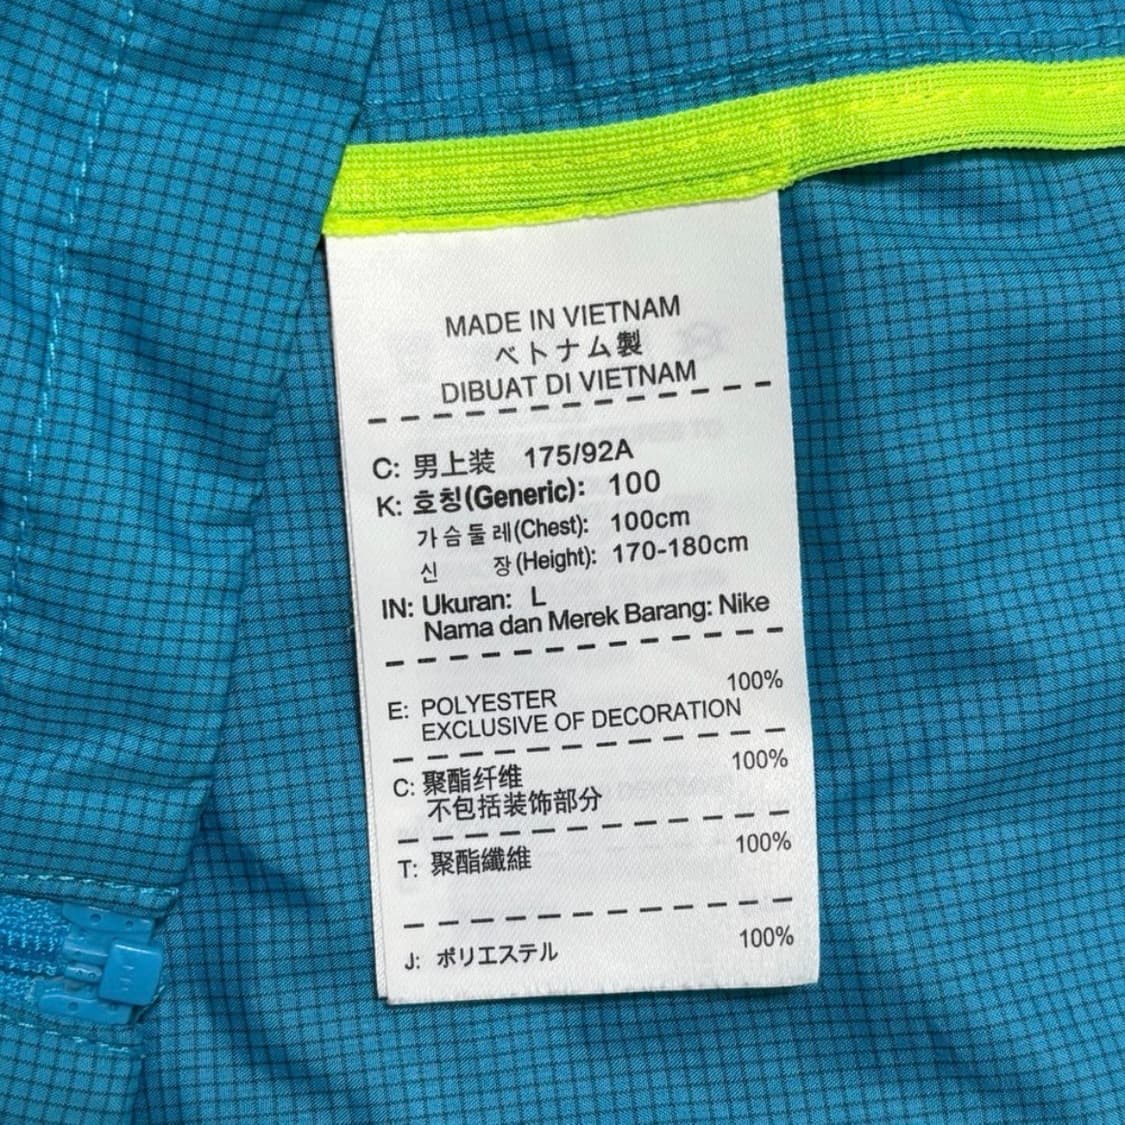 MADE IN VIETNAM
ベトナム製
DIBUAT DI VIETNAM
C: 男上装 175/92A
K: 호칭(Generic): 100
가슴둘레(Chest): 100cm
신 장(Height): 170-180cm
IN: Ukuran: L
Nama dan Merek Barang: Nike
E: POLYESTER 100%
EXCLUSIVE OF DECORATION
C: 聚酯纤维 100%
不包括装饰部分
T: 聚酯纖維 100%
J: ポリエステル 100%